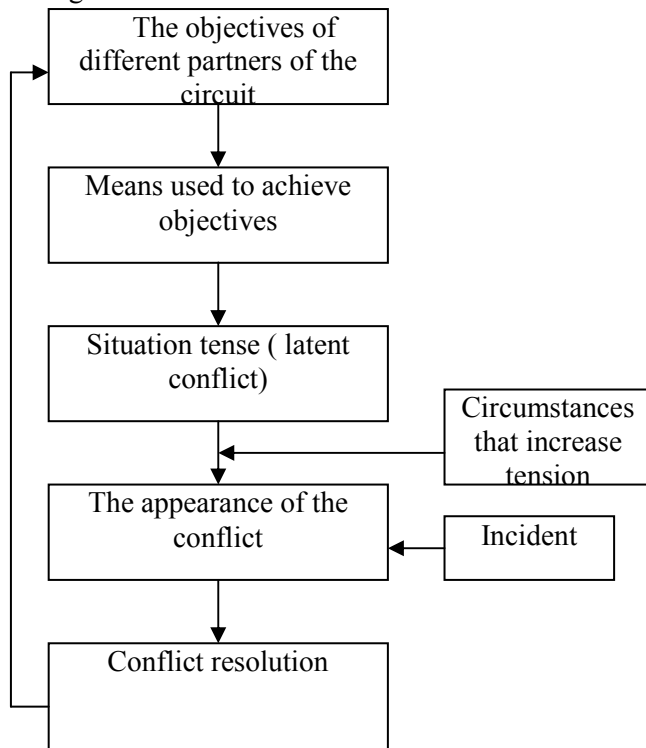 The objectives of
different partners of the
circuit
Means used to achieve
objectives
Situation tense ( latent
conflict)
Circumstances
that increase
tension
The appearance of the
conflict
Incident
Conflict resolution